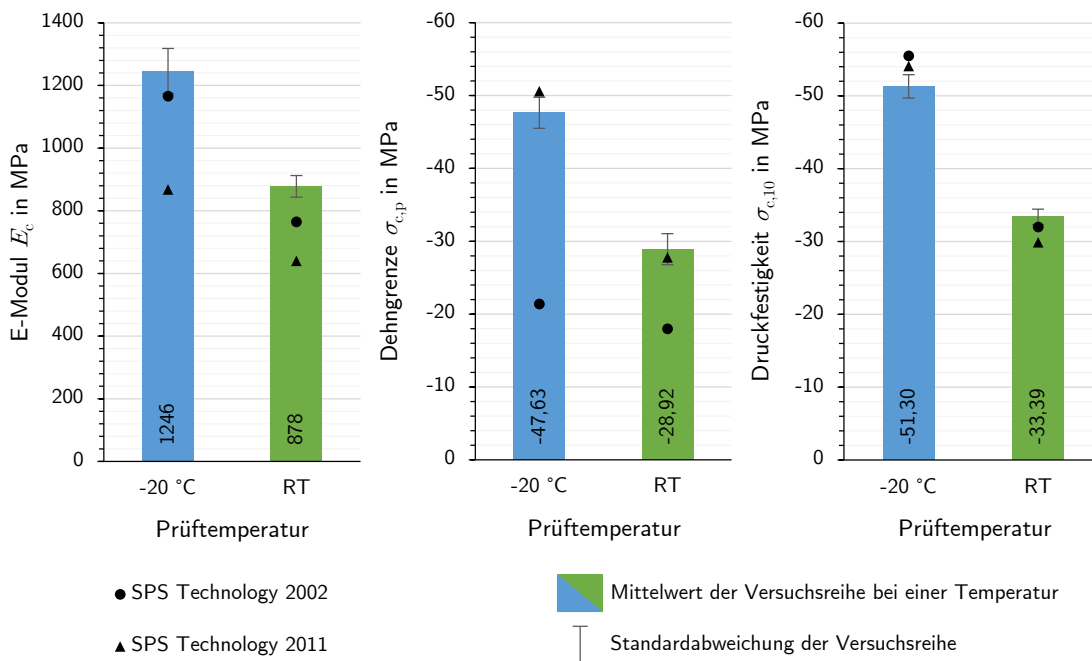 E-Modul E_c in MPa
1400
1200
1000
800
600
400
200
0
1246
878
-20 °C
RT
Prüftemperatur
Dehngrenze σ_c,p in MPa
-60
-50
-40
-30
-20
-10
0
-47,63
-28,92
-20 °C
RT
Prüftemperatur
Druckfestigkeit σ_c,10 in MPa
-60
-50
-40
-30
-20
-10
0
-51,30
-33,39
-20 °C
RT
Prüftemperatur
SPS Technology 2002
SPS Technology 2011
Mittelwert der Versuchsreihe bei einer Temperatur
Standardabweichung der Versuchsreihe